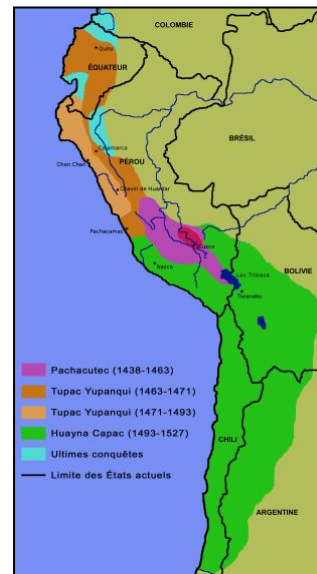 COLOMBIE
Quito
ÉQUATEUR
BRÉSIL
Cajamarca
PÉROU
Chan Chan
Chavin de Huantar
Pachacamac
Cuzco
Nazca
Lac Titicaca
BOLIVIE
Tiwanaku
Pachacutec (1438-1463)
Tupac Yupanqui (1463-1471)
Tupac Yupanqui (1471-1493)
Huayna Capac (1493-1527)
Ultimes conquêtes
Limite des États actuels
CHILI
ARGENTINE